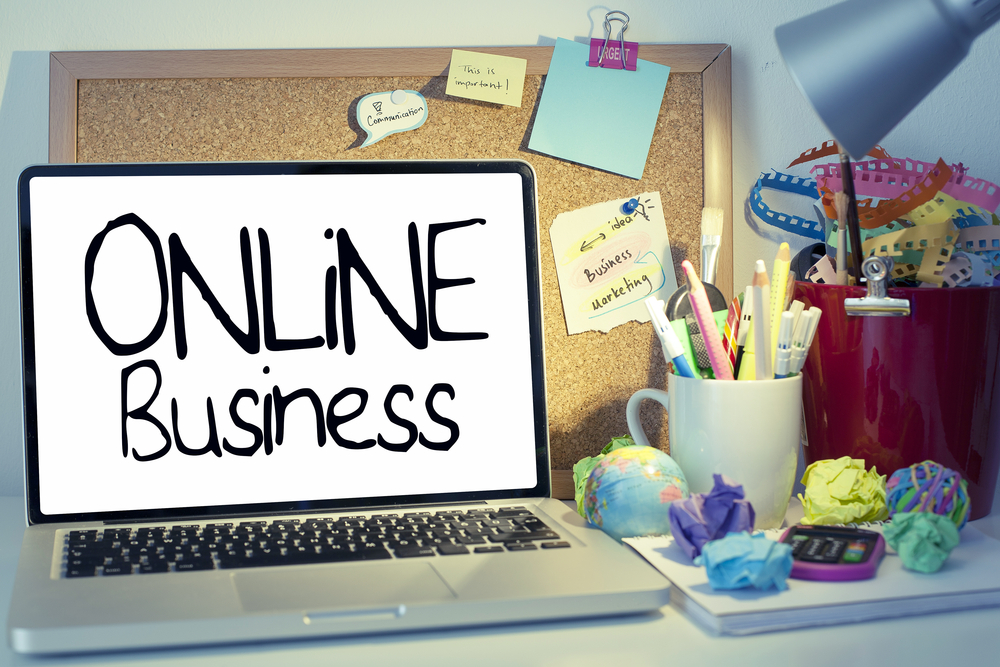 ONLiNE
Business
Communication
This is
important!
URGENT
idea
Business
Marketing